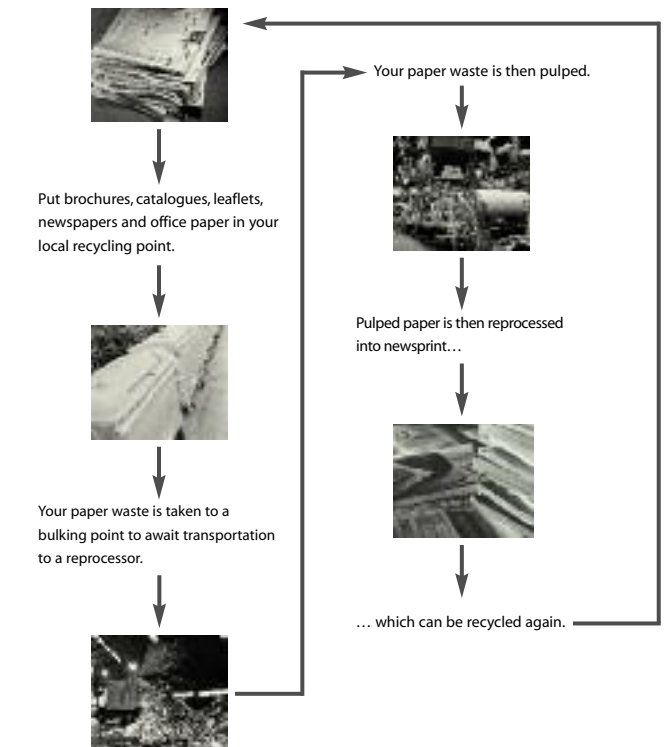 Put brochures, catalogues, leaflets,
newspapers and office paper in your
local recycling point.
Your paper waste is taken to a
bulking point to await transportation
to a reprocessor.
Your paper waste is then pulped.
Pulped paper is then reprocessed
into newsprint…
… which can be recycled again.